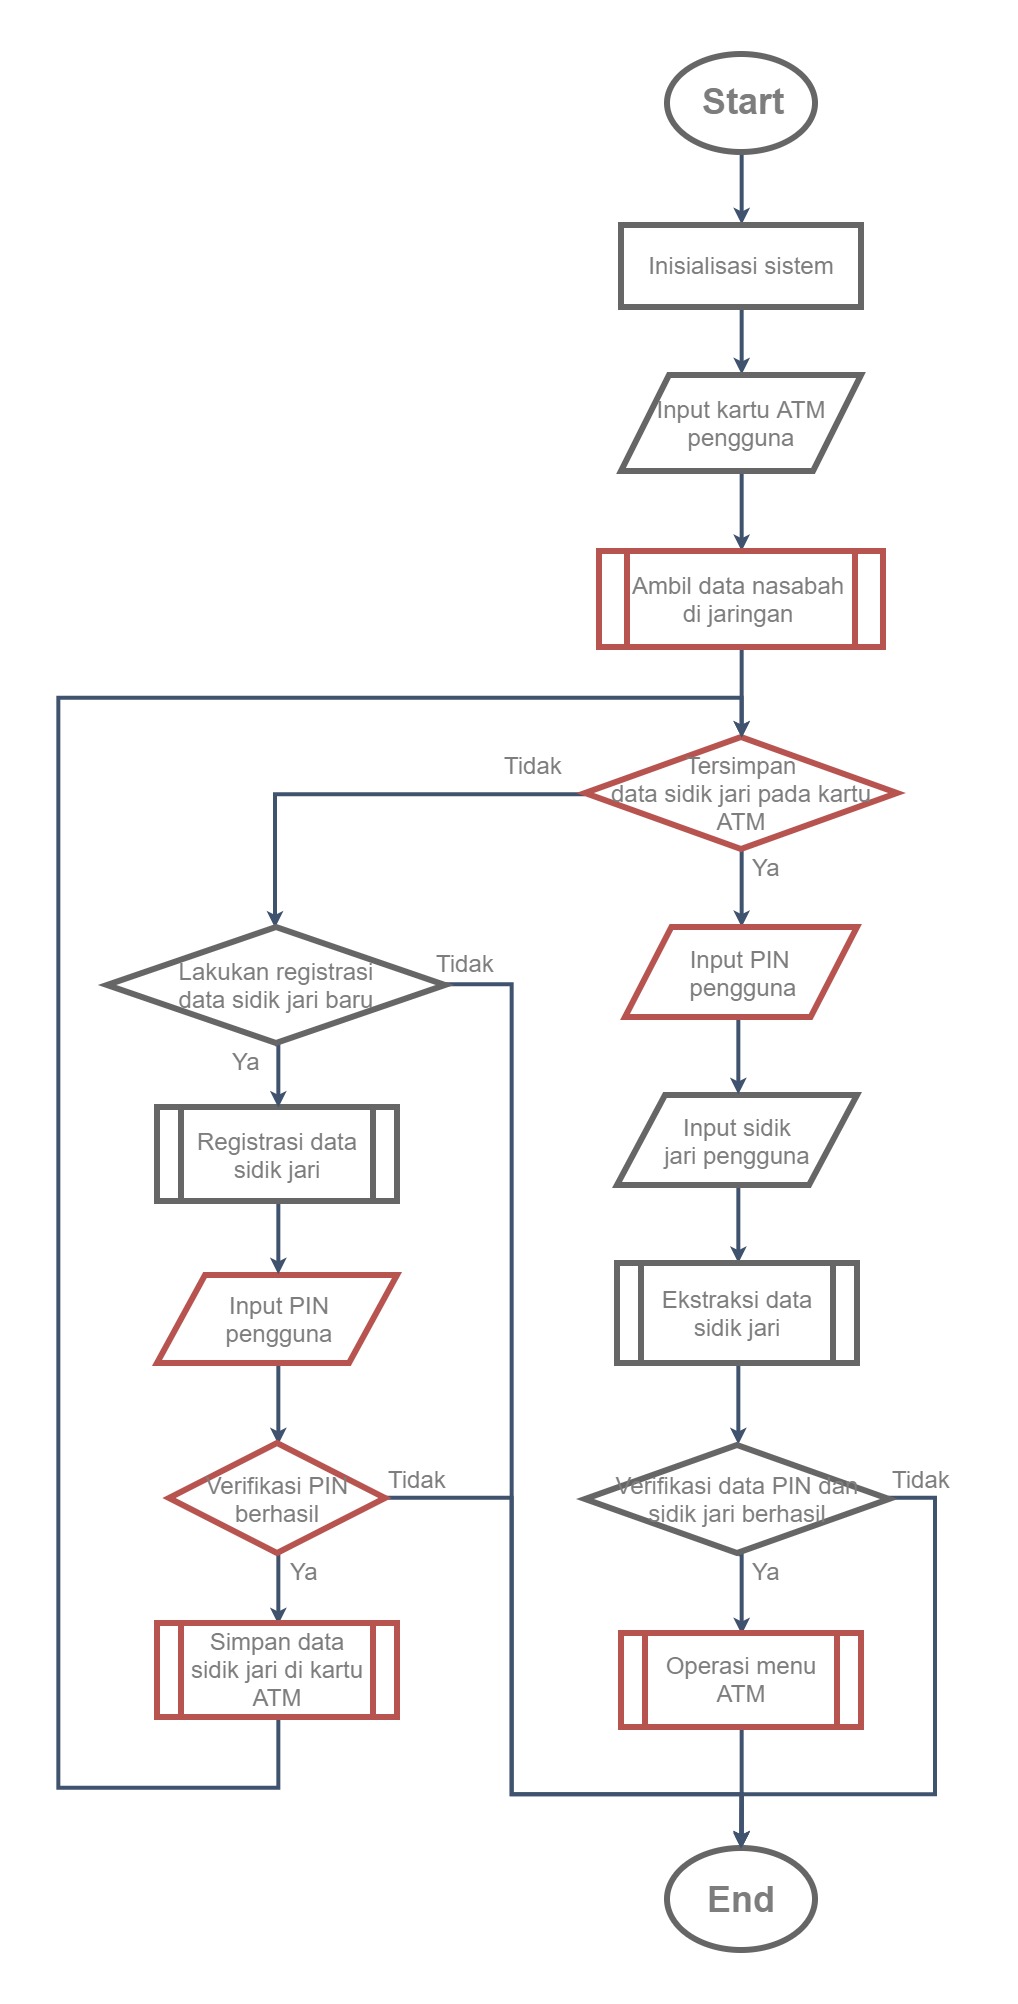 Start
Inisialisasi sistem
Input kartu ATM
pengguna
Ambil data nasabah
di jaringan
Tersimpan
data sidik jari pada kartu
ATM
Tidak
Ya
Lakukan registrasi
data sidik jari baru
Tidak
Ya
Registrasi data
sidik jari
Input PIN
pengguna
Verifikasi PIN
berhasil
Tidak
Ya
Simpan data
sidik jari di kartu
ATM
Input PIN
pengguna
Input sidik
jari pengguna
Ekstraksi data
sidik jari
Verifikasi data PIN dan
sidik jari berhasil
Tidak
Ya
Operasi menu
ATM
End